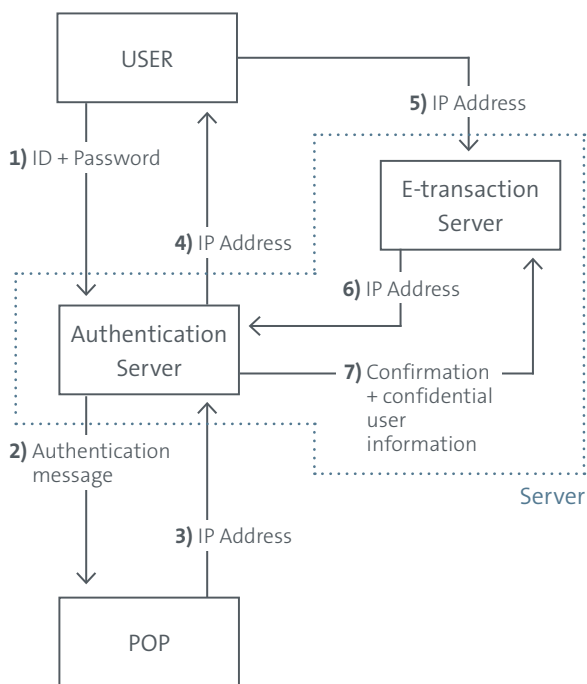 USER
5) IP Address
1) ID + Password
E-transaction
Server
4) IP Address
6) IP Address
Authentication
Server
7) Confirmation
+ confidential
user
information
2) Authentication
message
Server
3) IP Address
POP